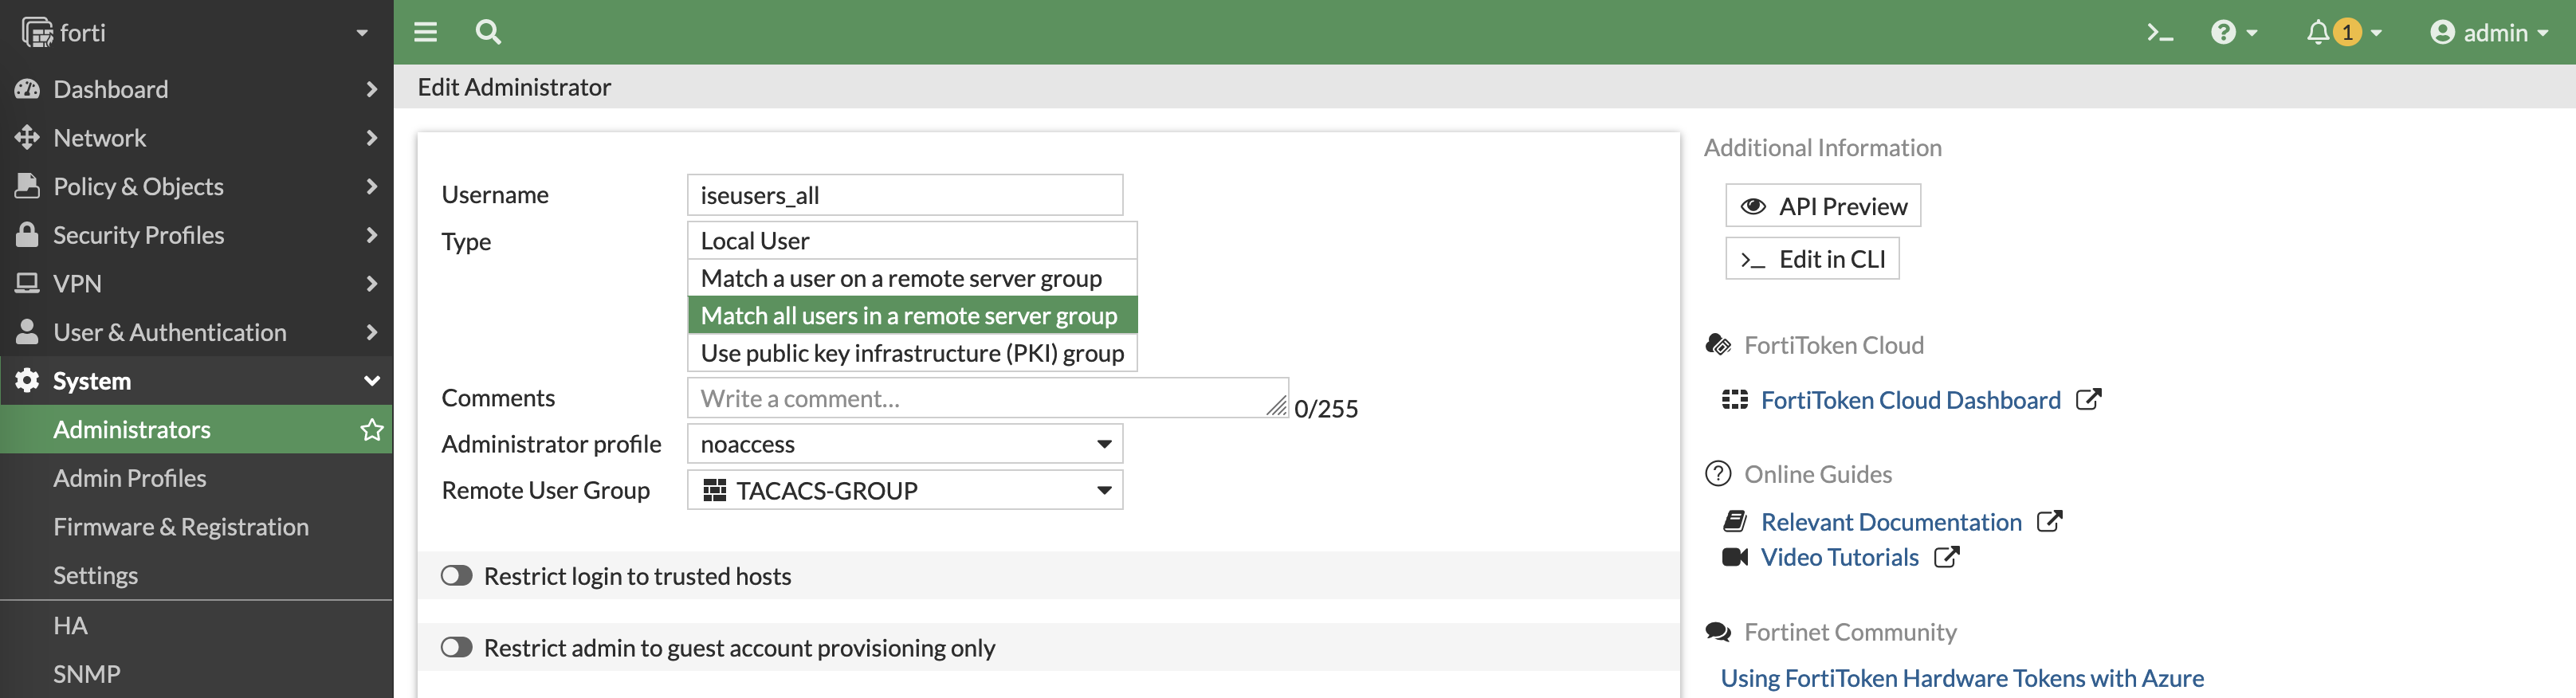 forti
1
admin
Dashboard
Network
Policy & Objects
Security Profiles
VPN
User & Authentication
System
Administrators
Admin Profiles
Firmware & Registration
Settings
HA
SNMP
Edit Administrator
Username
iseusers_all
Type
Local User
Match a user on a remote server group
Match all users in a remote server group
Use public key infrastructure (PKI) group
Comments
Write a comment...
0/255
Administrator profile
noaccess
Remote User Group
TACACS-GROUP
Restrict login to trusted hosts
Restrict admin to guest account provisioning only
Additional Information
API Preview
>_ Edit in CLI
FortiToken Cloud
FortiToken Cloud Dashboard
Online Guides
Relevant Documentation
Video Tutorials
Fortinet Community
Using FortiToken Hardware Tokens with Azure